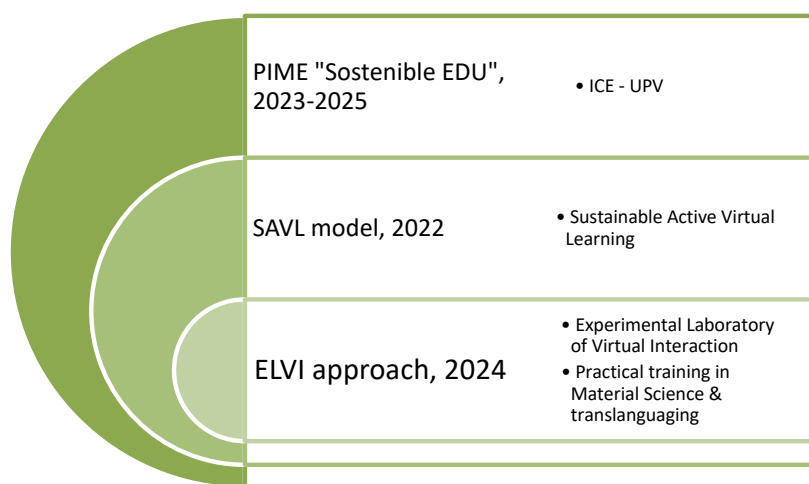 PIME "Sostenible EDU",
2023-2025
• ICE - UPV
SAVL model, 2022
• Sustainable Active Virtual
Learning
ELVI approach, 2024
• Experimental Laboratory
of Virtual Interaction
• Practical training in
Material Science &
translanguaging